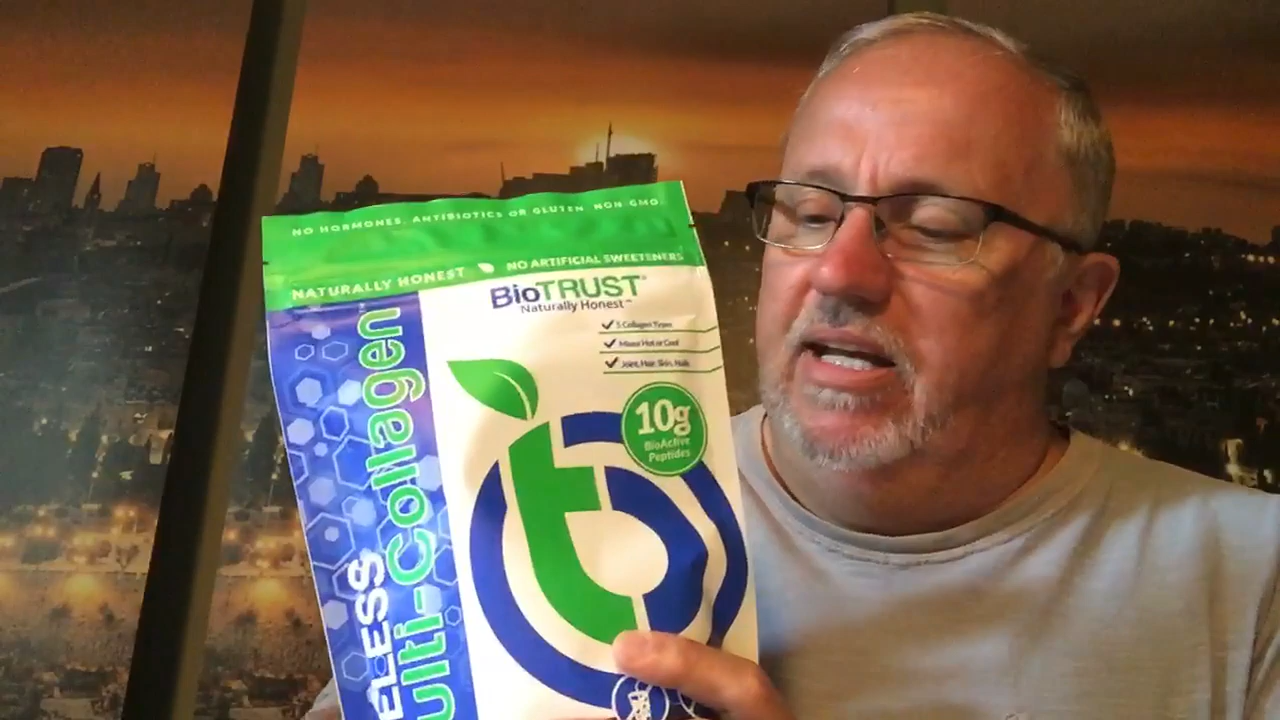 NO HORMONES, ANTIBIOTICS OR GLUTEN NON-GMO.
NATURALLY HONEST NO ARTIFICIAL SWEETENERS
BioTRUST®
Naturally Honest™
✓ 5 Collagen Types
✓ Mixes Hot or Cool
✓ Joint, Hair, Skin, Nails
10g
BioActive
Peptides
ELESS
ulti-Collagen